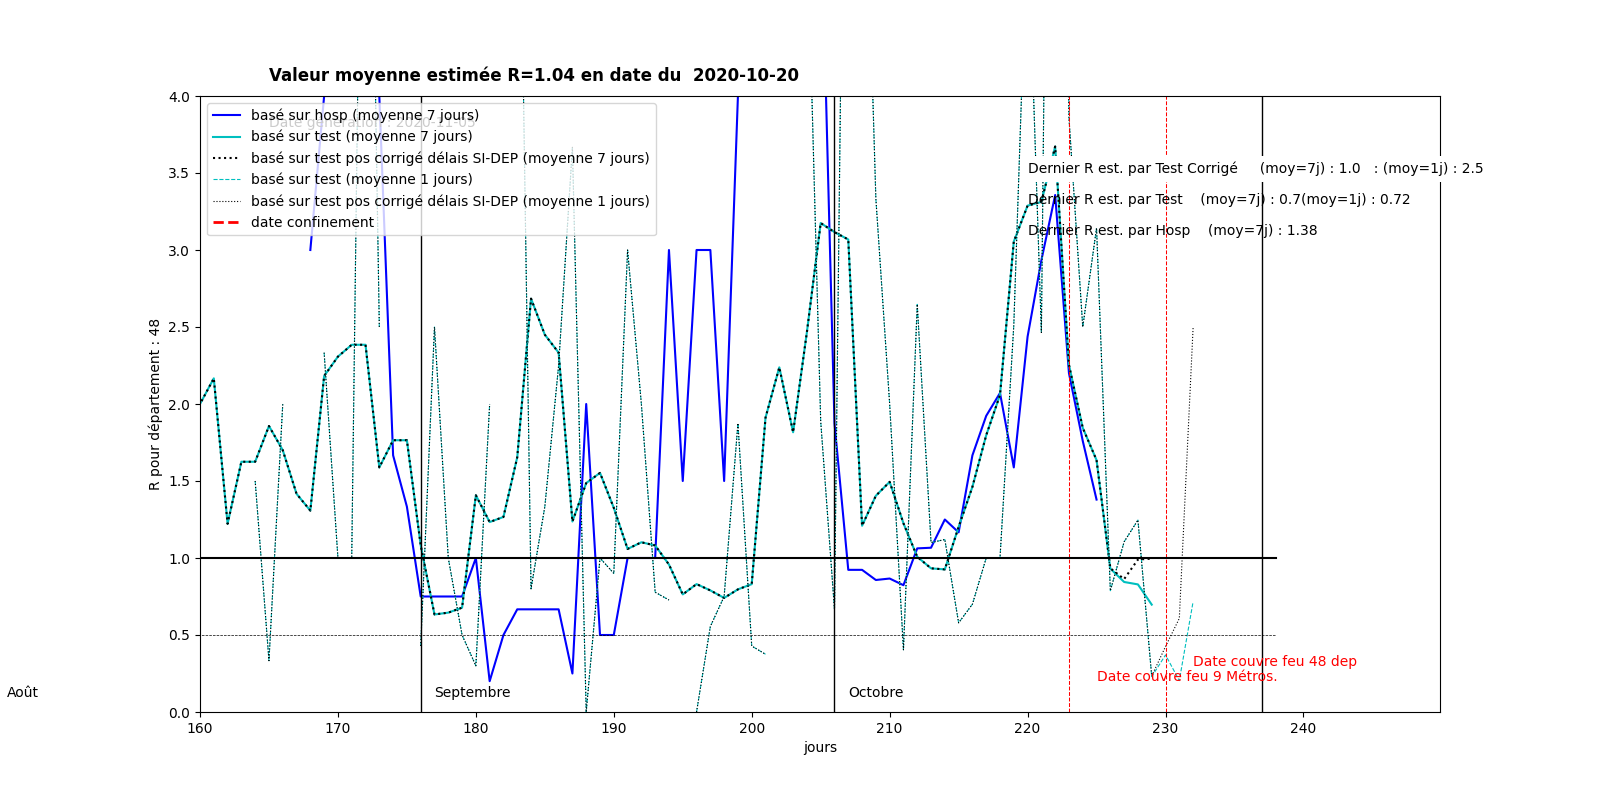 Valeur moyenne estimée R=1.04 en date du  2020-10-20
Date génération : 2020-11-05
basé sur hosp (moyenne 7 jours)
basé sur test (moyenne 7 jours)
basé sur test pos corrigé délais SI-DEP (moyenne 7 jours)
basé sur test (moyenne 1 jours)
basé sur test pos corrigé délais SI-DEP (moyenne 1 jours)
date confinement
Dernier R est. par Test Corrigé     (moy=7j) : 1.0   : (moy=1j) : 2.5
Dernier R est. par Test    (moy=7j) : 0.7(moy=1j) : 0.72
Dernier R est. par Hosp    (moy=7j) : 1.38
4.0
3.5
3.0
2.5
2.0
1.5
1.0
0.5
0.0
R pour département : 48
Date couvre feu 48 dep
Date couvre feu 9 Métros.
Août
Septembre
Octobre
160 170 180 190 200 210 220 230 240
jours